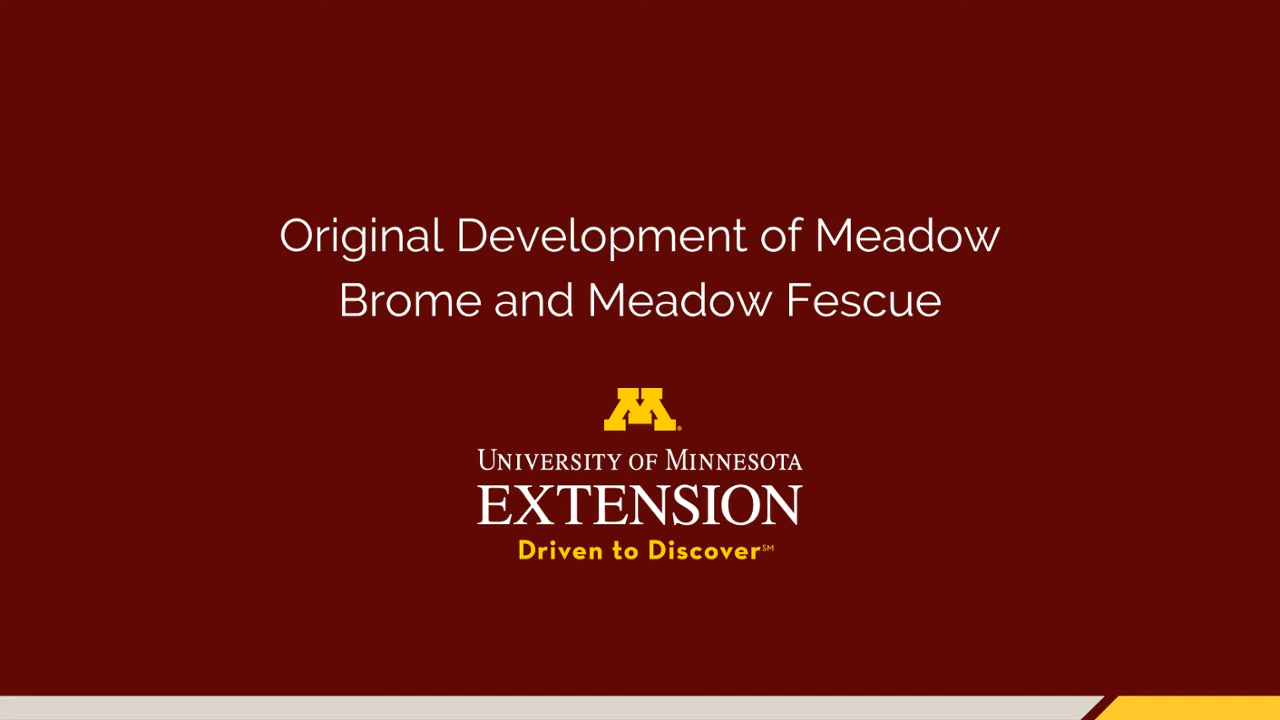 Original Development of Meadow
Brome and Meadow Fescue
M®
UNIVERSITY OF MINNESOTA
EXTENSION
Driven to Discover℠